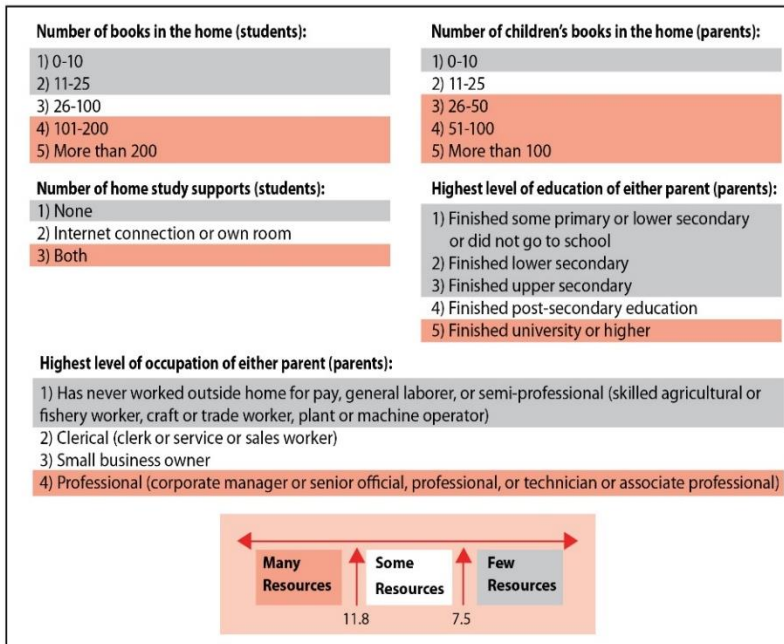 Number of books in the home (students):
1) 0-10
2) 11-25
3) 26-100
4) 101-200
5) More than 200
Number of children's books in the home (parents):
1) 0-10
2) 11-25
3) 26-50
4) 51-100
5) More than 100
Number of home study supports (students):
1) None
2) Internet connection or own room
3) Both
Highest level of education of either parent (parents):
1) Finished some primary or lower secondary
or did not go to school
2) Finished lower secondary
3) Finished upper secondary
4) Finished post-secondary education
5) Finished university or higher
Highest level of occupation of either parent (parents):
1) Has never worked outside home for pay, general laborer, or semi-professional (skilled agricultural or
fishery worker, craft or trade worker, plant or machine operator)
2) Clerical (clerk or service or sales worker)
3) Small business owner
4) Professional (corporate manager or senior official, professional, or technician or associate professional)
Many
Resources
Some
Resources
Few
Resources
11.8
7.5